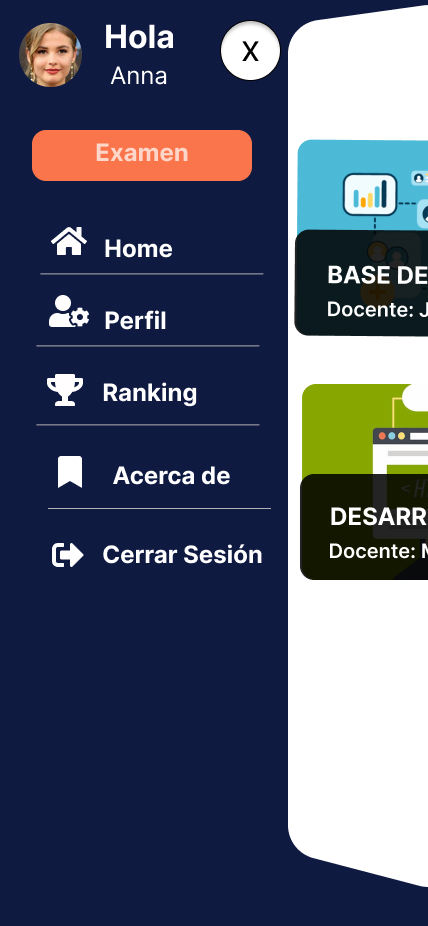 Hola
Anna
X
Examen
Home
Perfil
Ranking
Acerca de
Cerrar Sesión
BASE DE
Docente: J
DESARR
Docente: M